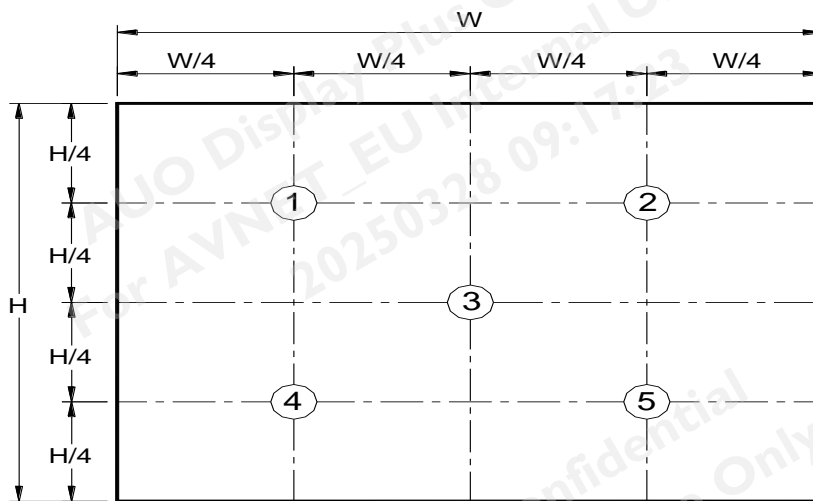 W
W/4 W/4 W/4 W/4
H/4
1 2
H/4
H 3
H/4
4 5
H/4
AUO Display Plus
For AVNET_EU Internal U
20250328 09:17:23
nfidential
Only